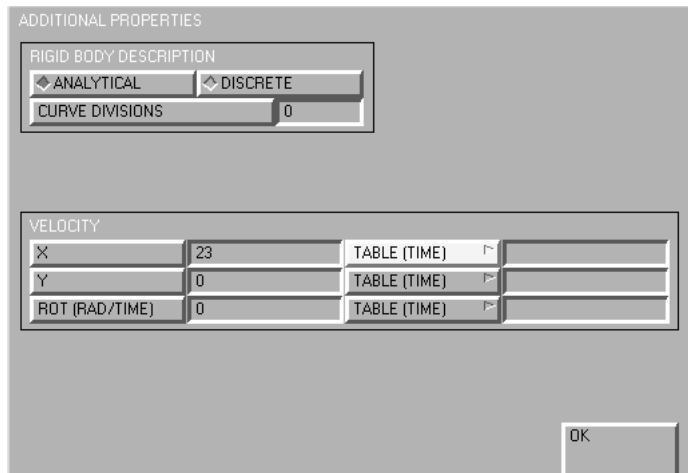 ADDITIONAL PROPERTIES
RIGID BODY DESCRIPTION
ANALYTICAL DISCRETE
CURVE DIVISIONS 0
VELOCITY
X 23 TABLE (TIME)
Y 0 TABLE (TIME)
ROT (RAD/TIME) 0 TABLE (TIME)
OK